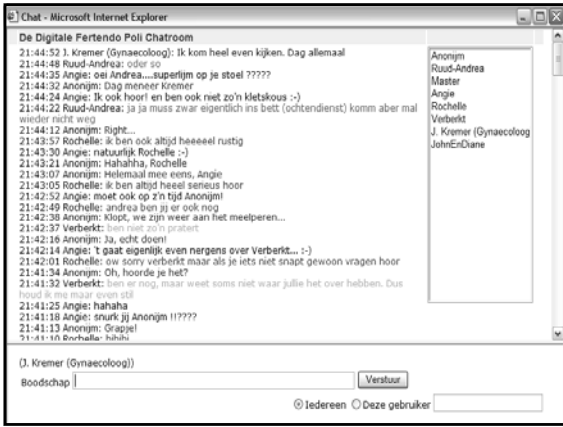 Chat - Microsoft Internet Explorer
De Digitale Fertendo Poli Chatroom
21:44:52 J. Kremer (Gynaecoloog): Ik kom heel even kijken. Dag allemaal
21:44:48 Ruud-Andrea: oder so
21:44:35 Angie: oei Andrea....superlijm op je stoel ?????
21:44:32 Anonijm: Dag meneer Kremer
21:44:24 Angie: Ik ook hoor! en ben ook niet zo'n kletskous :-)
21:44:22 Ruud-Andrea: ja ja muss zwar eigentlich ins bett (ochtendienst) komm aber mal
wieder nicht weg
21:44:12 Anonijm: Right...
21:43:57 Rochelle: ik ben ook altijd heeeeel rustig
21:43:30 Angie: natuurlijk Rochelle :-)
21:43:21 Anonijm: Hahahha, Rochelle
21:43:07 Anonijm: Helemaal mee eens, Angie
21:43:05 Rochelle: ik ben altijd heeel serieus hoor
21:42:52 Angie: moet ook op z'n tijd Anonijm!
21:42:49 Rochelle: andrea ben jij er ook nog
21:42:38 Anonijm: Klopt, we zijn weer aan het meelperen...
21:42:37 Verberkt: ben niet zo'n pratert
21:42:16 Anonijm: Ja, echt doen!
21:42:14 Angie: 't gaat eigenlijk even nergens over Verberkt... :-)
21:42:01 Rochelle: ow sorry verberkt maar als je iets niet snapt gewoon vragen hoor
21:41:34 Anonijm: Oh, hoorde je het?
21:41:32 Verberkt: ben er nog, maar weet soms niet waar jullie het over hebben. Dus
houd ik me maar even stil
21:41:25 Angie: hahaha
21:41:18 Angie: snurk jij Anonijm !!????
21:41:13 Anonijm: Grapje!
21:41:10 Rochelle: hihihi
Anonijm
Ruud-Andrea
Master
Angie
Rochelle
Verberkt
J. Kremer (Gynaecoloog
JohnEnDiane
(J. Kremer (Gynaecoloog))
Boodschap
Verstuur
Iedereen Deze gebruiker